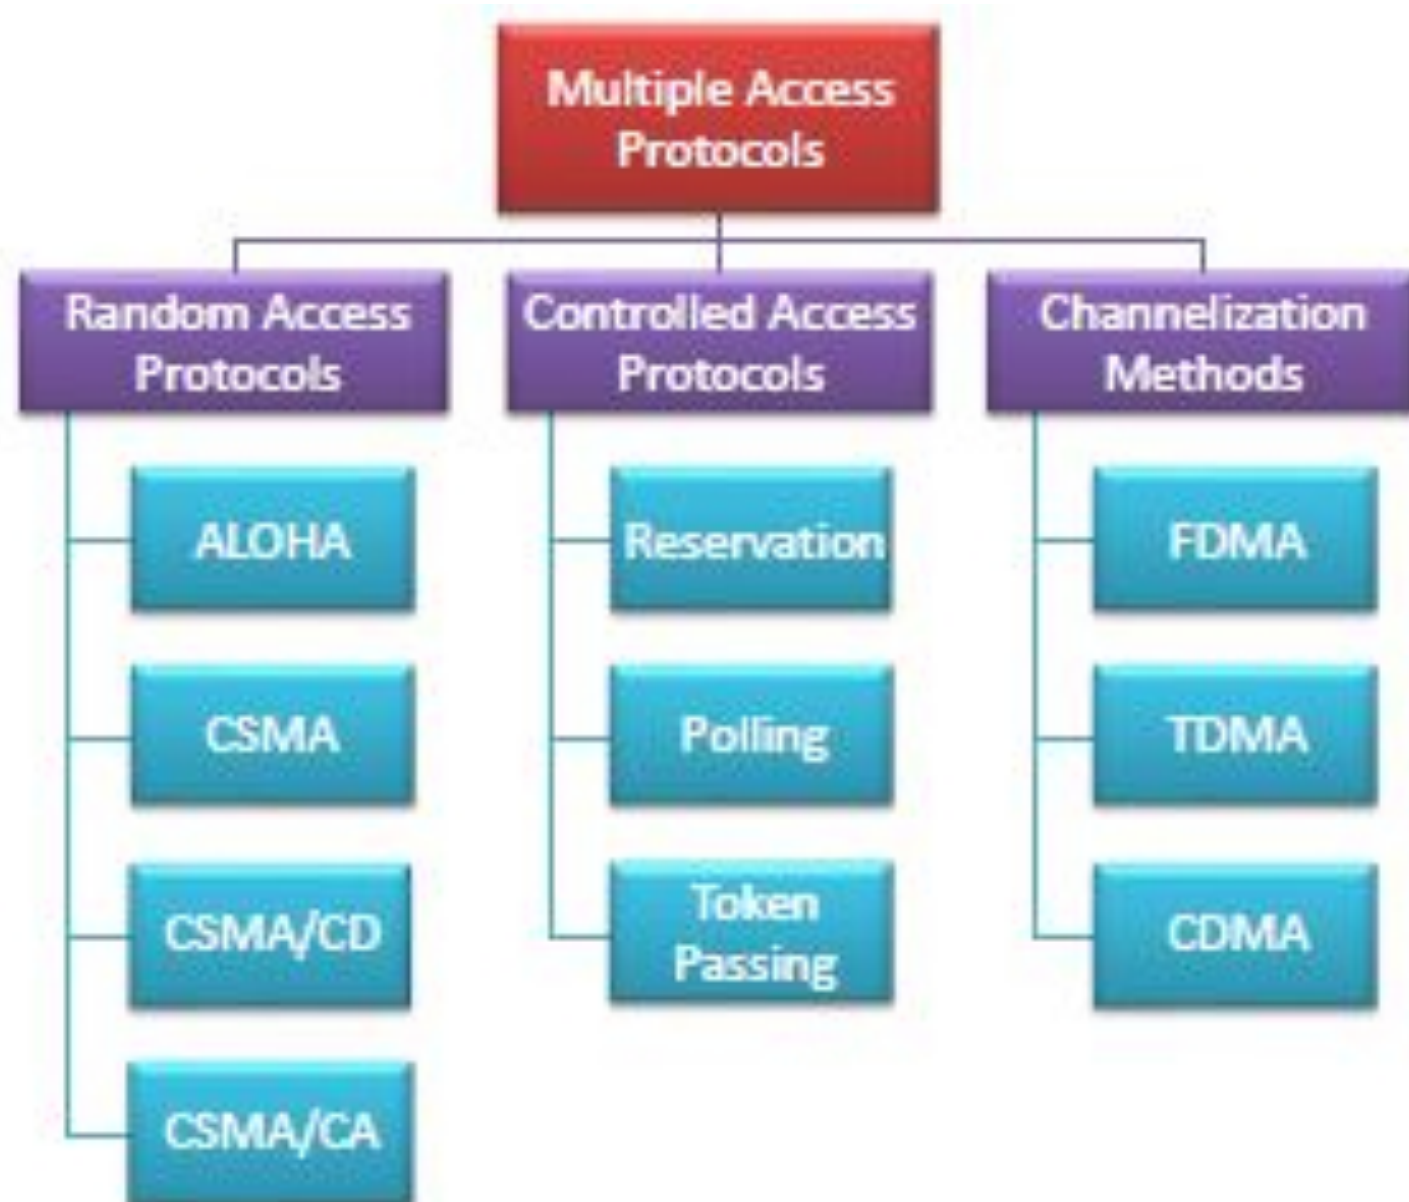 Multiple Access
Protocols
Random Access
Protocols
Controlled Access
Protocols
Channelization
Methods
ALOHA
Reservation
FDMA
CSMA
Polling
TDMA
CSMA/CD
Token
Passing
CDMA
CSMA/CA